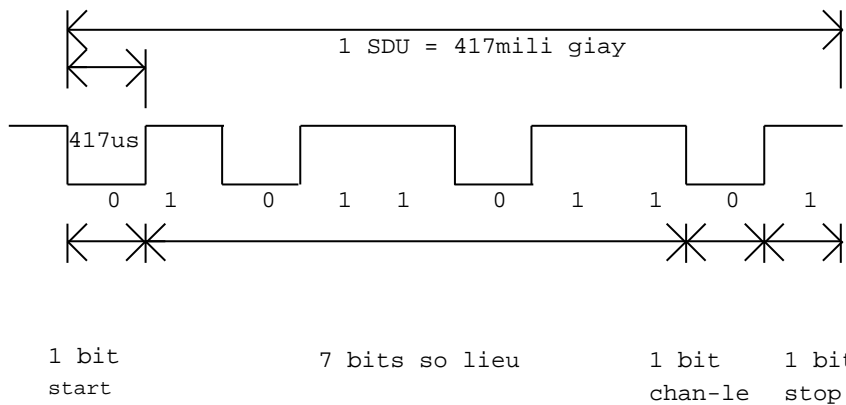 1 SDU = 417mili giay
417us
0 1 0 1 1 0 1 1 0 1
1 bit 7 bits so lieu 1 bit 1 bit
start chan-le stop